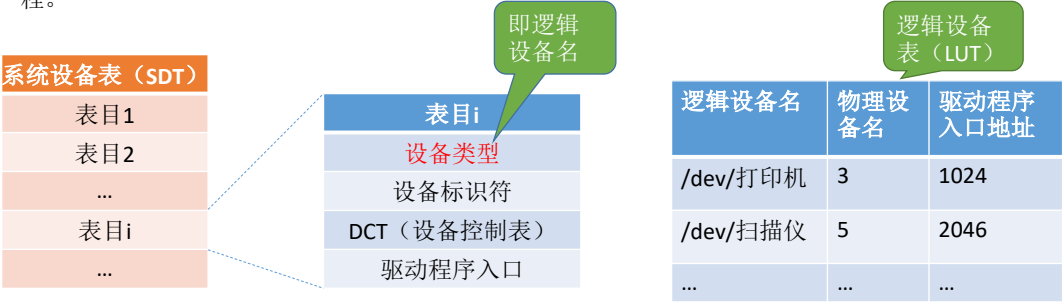 程。
即逻辑
设备名
逻辑设备
表（LUT）
系统设备表（SDT）
表目1
表目2
…
表目i
…
表目i
设备类型
设备标识符
DCT（设备控制表）
驱动程序入口
逻辑设备名 物理设备名 驱动程序入口地址
/dev/打印机 3 1024
/dev/扫描仪 5 2046
… … …